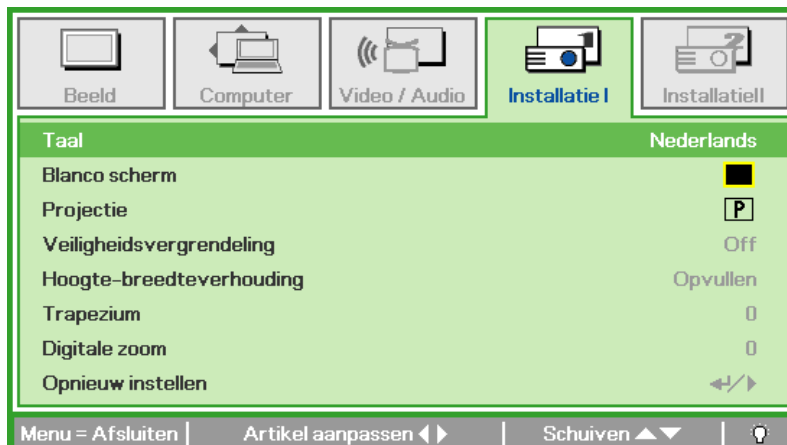 Beeld Computer Video / Audio Installatie I InstallatieII
Taal Nederlands
Blanco scherm
Projectie P
Veiligheidsvergrendeling Off
Hoogte-breedteverhouding Opvullen
Trapezium 0
Digitale zoom 0
Opnieuw instellen
Menu = Afsluiten Artikel aanpassen Schuiven